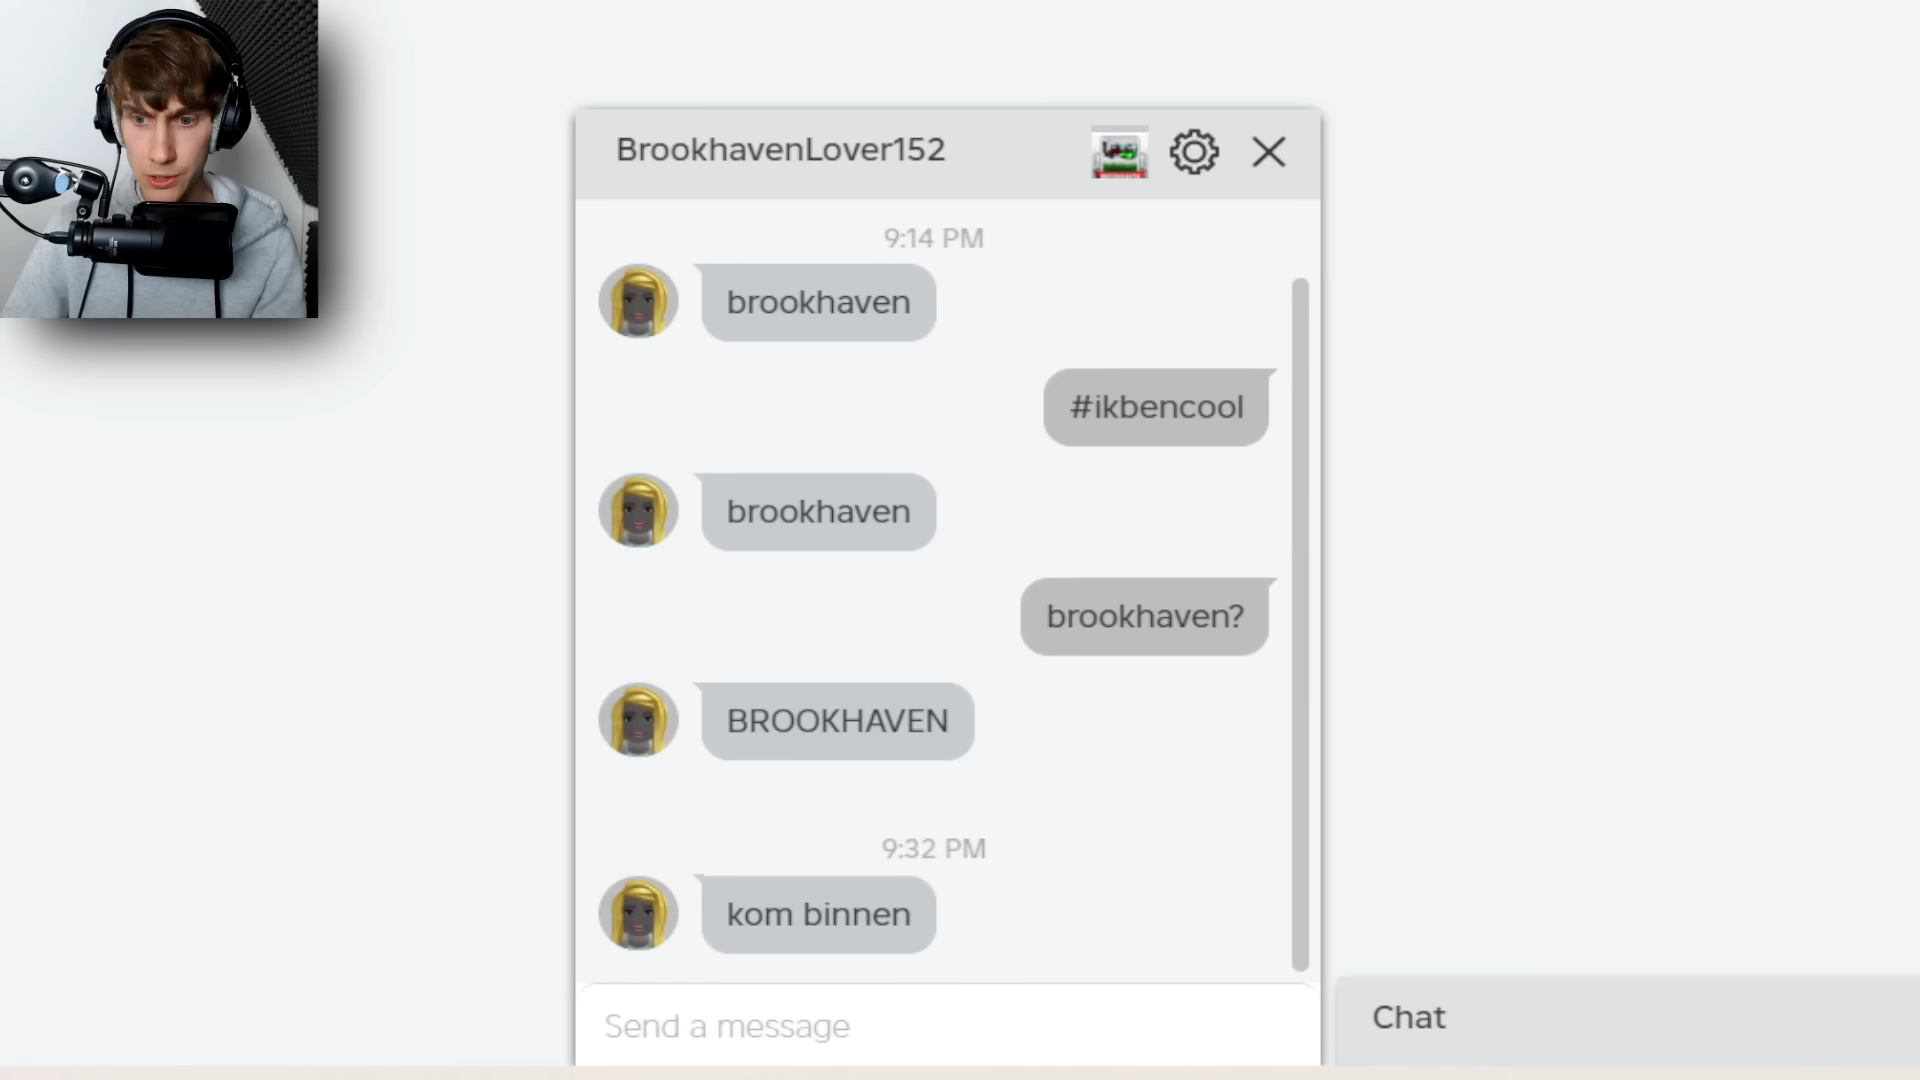 BrookhavenLover152
9:14 PM
brookhaven
#ikbencool
brookhaven
brookhaven?
BROOKHAVEN
9:32 PM
kom binnen
Send a message
Chat